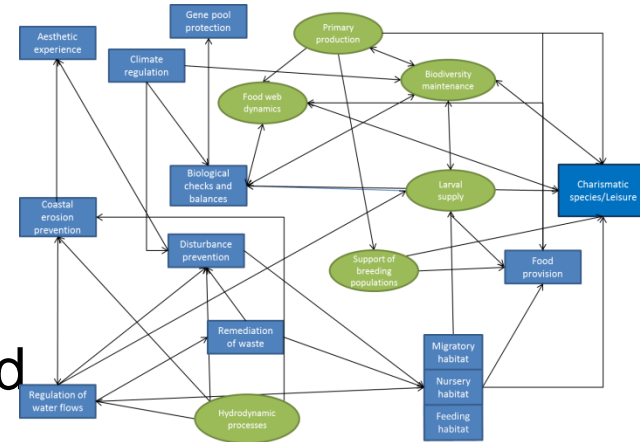 Gene pool
protection
Aesthetic
experience
Primary
production
Climate
regulation
Biodiversity
maintenance
Food web
dynamics
Biological
checks and
balances
Larval
supply
Charismatic
species/Leisure
Coastal
erosion
prevention
Disturbance
prevention
Support of
breeding
populations
Food
provision
Remediation
of waste
Migratory
habitat
d
Regulation of
water flows
Nursery
habitat
Hydrodynamic
processes
Feeding
habitat